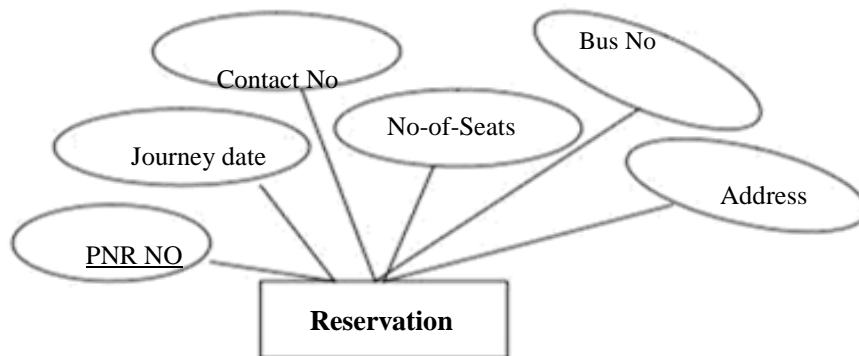 Bus No
Contact No
No-of-Seats
Journey date
Address
PNR NO
Reservation